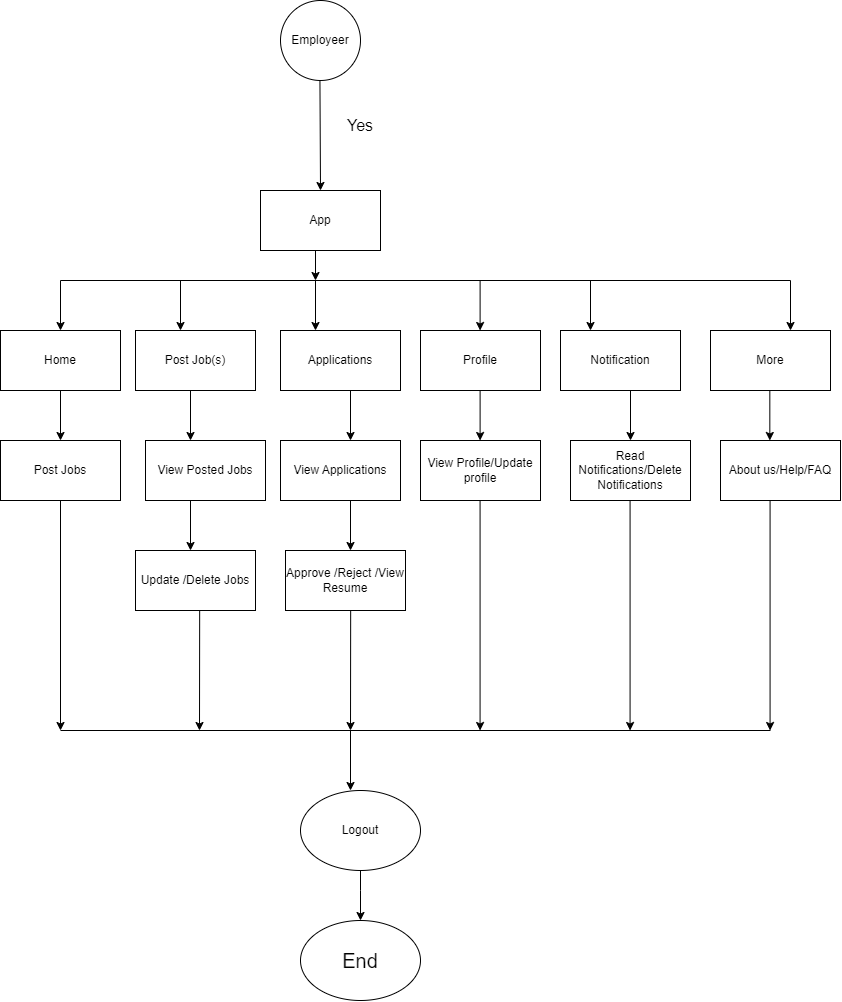 Employeer
Yes
App
Home
Post Job(s)
Applications
Profile
Notification
More
Post Jobs
View Posted Jobs
View Applications
View Profile/Update
profile
Read
Notifications/Delete
Notifications
About us/Help/FAQ
Update /Delete Jobs
Approve /Reject /View
Resume
Logout
End